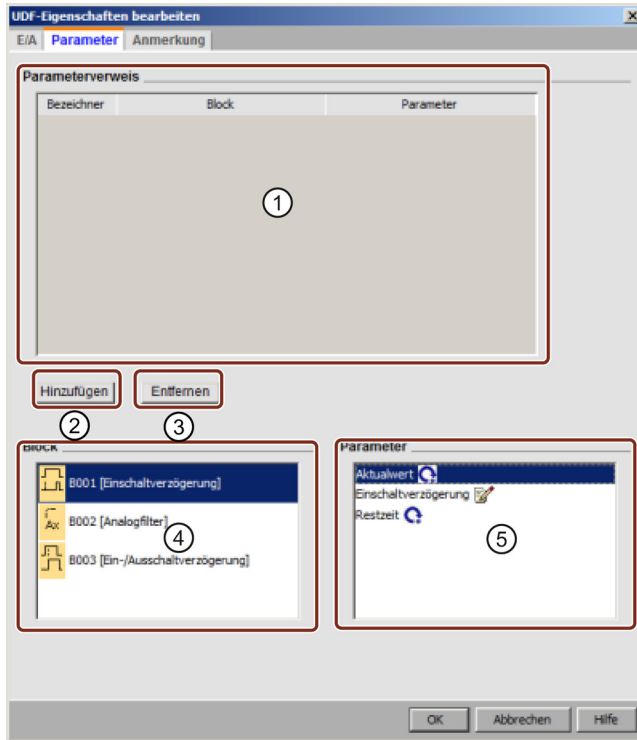 UDF-Eigenschaften bearbeiten
E/A Parameter Anmerkung
Parameterverweis
Bezeichner Block Parameter
1
Hinzufügen Entfernen
2 3
Block Parameter
B001 [Einschaltverzögerung]
Ax B002 [Analogfilter]
B003 [Ein-/Ausschaltverzögerung]
4
Aktualwert
Einschaltverzögerung
Restzeit
5
OK Abbrechen Hilfe